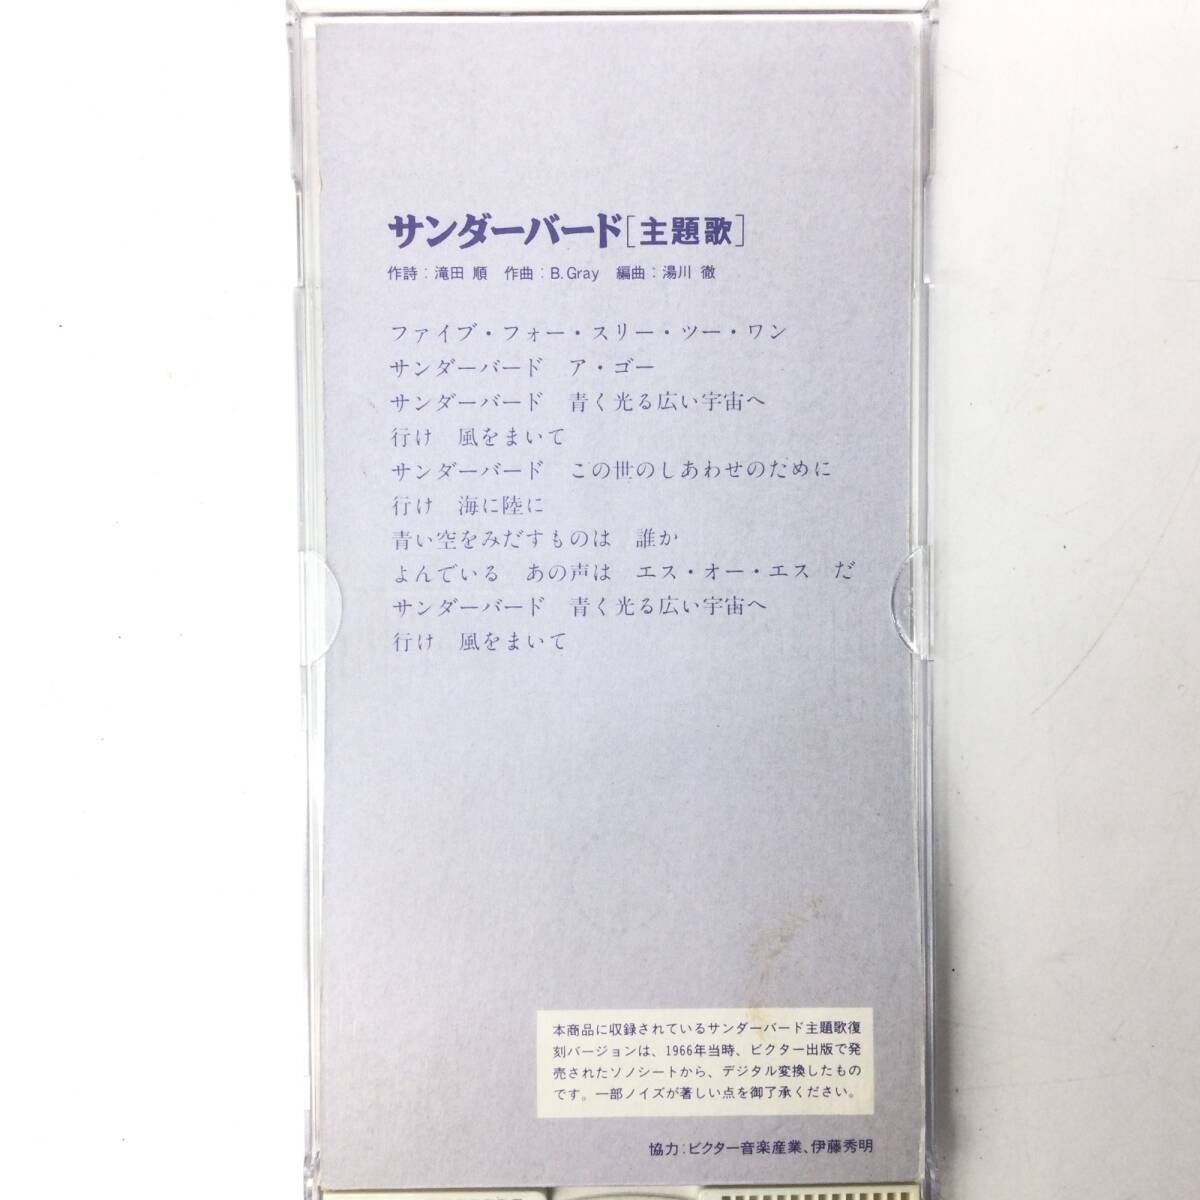 サンダーバード[主題歌]
作詩：滝田 順　作曲：B.Gray　編曲：湯川 徹
ファイブ・フォー・スリー・ツー・ワン
サンダーバード　ア・ゴー
サンダーバード　青く光る広い宇宙へ
行け　風をまいて
サンダーバード　この世のしあわせのために
行け　海に陸に
青い空をみだすものは　誰か
よんでいる　あの声は　エス・オー・エス　だ
サンダーバード　青く光る広い宇宙へ
行け　風をまいて
本商品に収録されているサンダーバード主題歌復
刻バージョンは、1966年当時、ビクター出版で発
売されたソノシートから、デジタル変換したもの
です。一部ノイズが著しい点を御了承ください。
協力：ビクター音楽産業、伊藤秀明